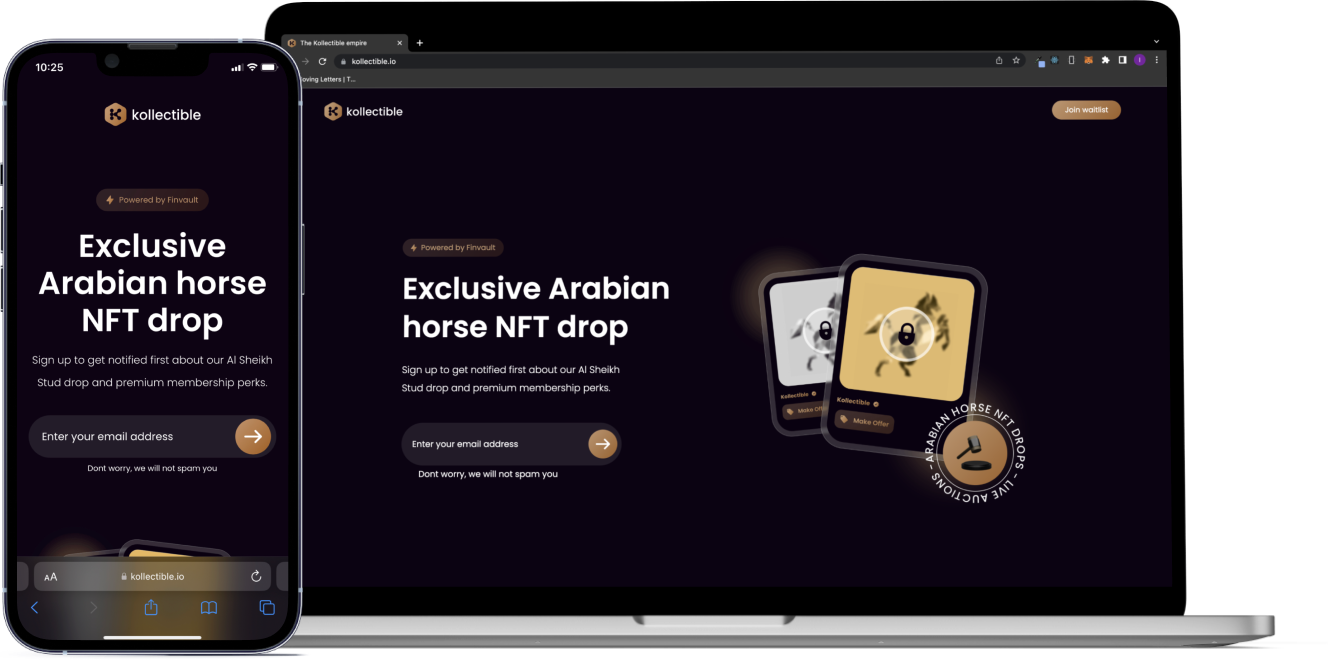 10:25
kollectible
Powered by Finvault
Exclusive
Arabian horse
NFT drop
Sign up to get notified first about our Al Sheikh
Stud drop and premium membership perks.
Enter your email address
Dont worry, we will not spam you
AA
kollectible.io
The Kollectible empire
kollectible.io
oving Letters | T...
kollectible
Join waitlist
Powered by Finvault
Exclusive Arabian
horse NFT drop
Sign up to get notified first about our Al Sheikh
Stud drop and premium membership perks.
Enter your email address
Dont worry, we will not spam you
Kollectible
Make Offer
Kollectible
Make Offer
ARABIAN HORSE NFT DROPS - LIVE AUCTIONS -